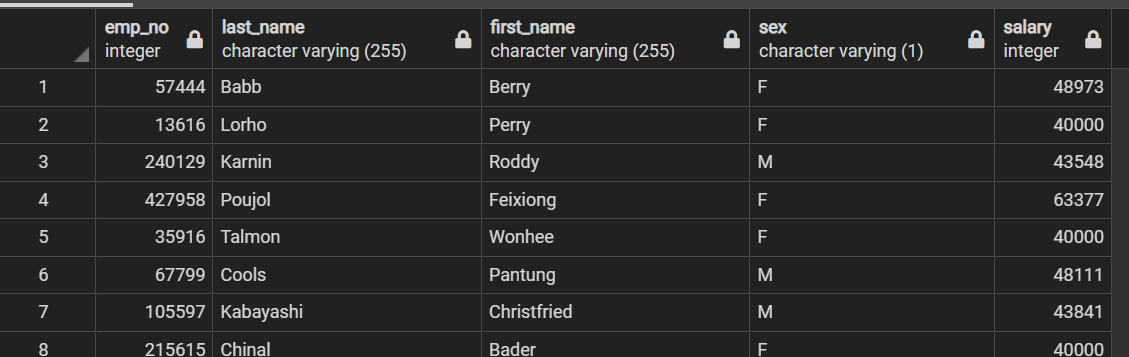 emp_no last_name first_name sex salary
integer character varying (255) character varying (255) character varying (1) integer
1 57444 Babb Berry F 48973
2 13616 Lorho Perry F 40000
3 240129 Karnin Roddy M 43548
4 427958 Poujol Feixiong F 63377
5 35916 Talmon Wonhee F 40000
6 67799 Cools Pantung M 48111
7 105597 Kabayashi Christfried M 43841
8 215615 Chinal Bader F 40000